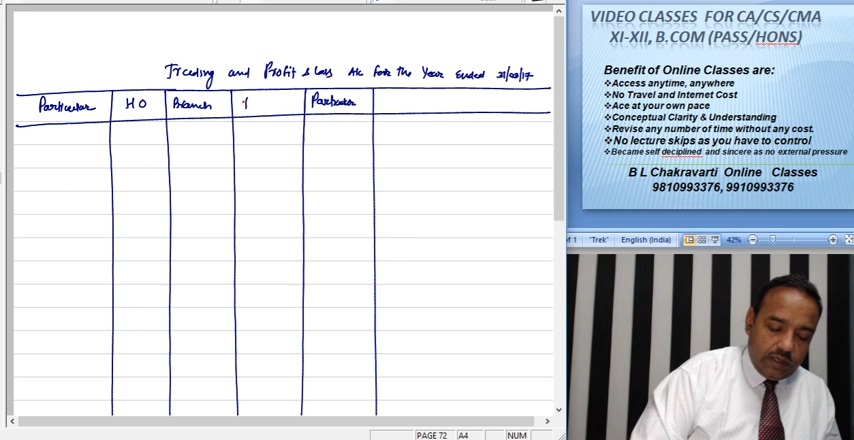 Trading and Profit & Loss A/c for the Year Ended 31/03/17
Particular HO Branch Particular
PAGE 72 A4 NUM
VIDEO CLASSES FOR CA/CS/CMA
XI-XII, B.COM (PASS/HONS)
Benefit of Online Classes are:
❖Access anytime, anywhere
❖No Travel and Internet Cost
❖Ace at your own pace
❖Conceptual Clarity & Understanding
❖Revise any number of time without any cost.
❖No lecture skips as you have to control
❖Became self deciplined and sincere as no external pressure
B L Chakravarti Online Classes
9810993376, 9910993376
of 1 "Trek" English (India) 42%